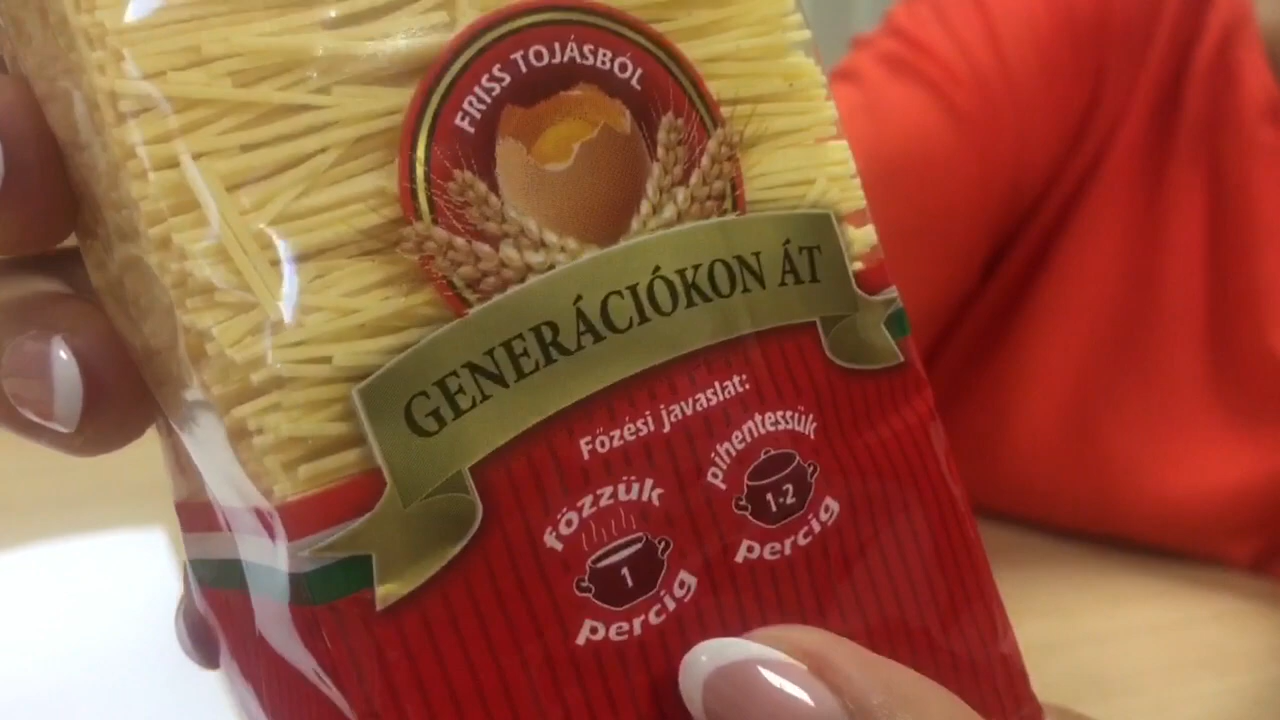 FRISS TOJÁSBÓL
GENERÁCIÓKON ÁT
Főzési javaslat:
főzzük
1
percig
pihentessük
1-2
percig